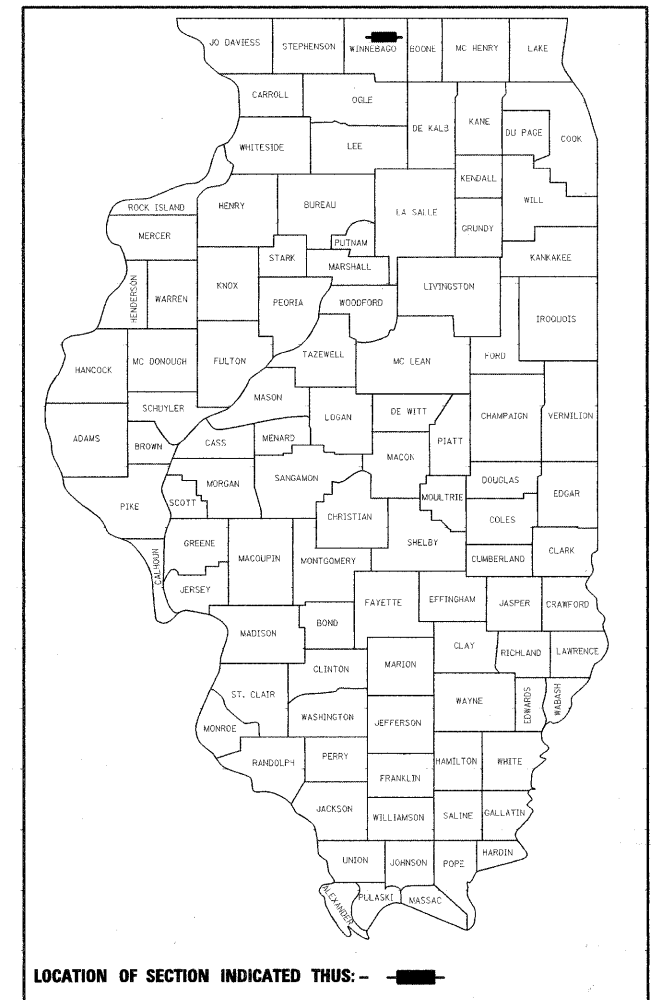 JO DAVIESS
STEPHENSON
WINNEBAGO
BOONE
MC HENRY
LAKE
CARROLL
OGLE
DE KALB
KANE
DU PAGE
COOK
WHITESIDE
LEE
KENDALL
WILL
ROCK ISLAND
HENRY
BUREAU
LA SALLE
GRUNDY
MERCER
PUTNAM
STARK
MARSHALL
KANKAKEE
HENDERSON
WARREN
KNOX
PEORIA
WOODFORD
LIVINGSTON
IROQUOIS
HANCOCK
MC DONOUGH
FULTON
TAZEWELL
MC LEAN
FORD
SCHUYLER
MASON
LOGAN
DE WITT
CHAMPAIGN
VERMILION
ADAMS
BROWN
CASS
MENARD
MACON
PIATT
PIKE
SCOTT
MORGAN
SANGAMON
CHRISTIAN
MOULTRIE
DOUGLAS
EDGAR
COLES
GREENE
MACOUPIN
MONTGOMERY
SHELBY
CUMBERLAND
CLARK
CALHOUN
JERSEY
FAYETTE
EFFINGHAM
JASPER
CRAWFORD
MADISON
BOND
CLAY
RICHLAND
LAWRENCE
CLINTON
MARION
ST. CLAIR
WAYNE
EDWARDS
WABASH
MONROE
WASHINGTON
JEFFERSON
RANDOLPH
PERRY
HAMILTON
WHITE
FRANKLIN
JACKSON
WILLIAMSON
SALINE
GALLATIN
UNION
JOHNSON
POPE
HARDIN
ALEXANDER
PULASKI
MASSAC
LOCATION OF SECTION INDICATED THUS:-